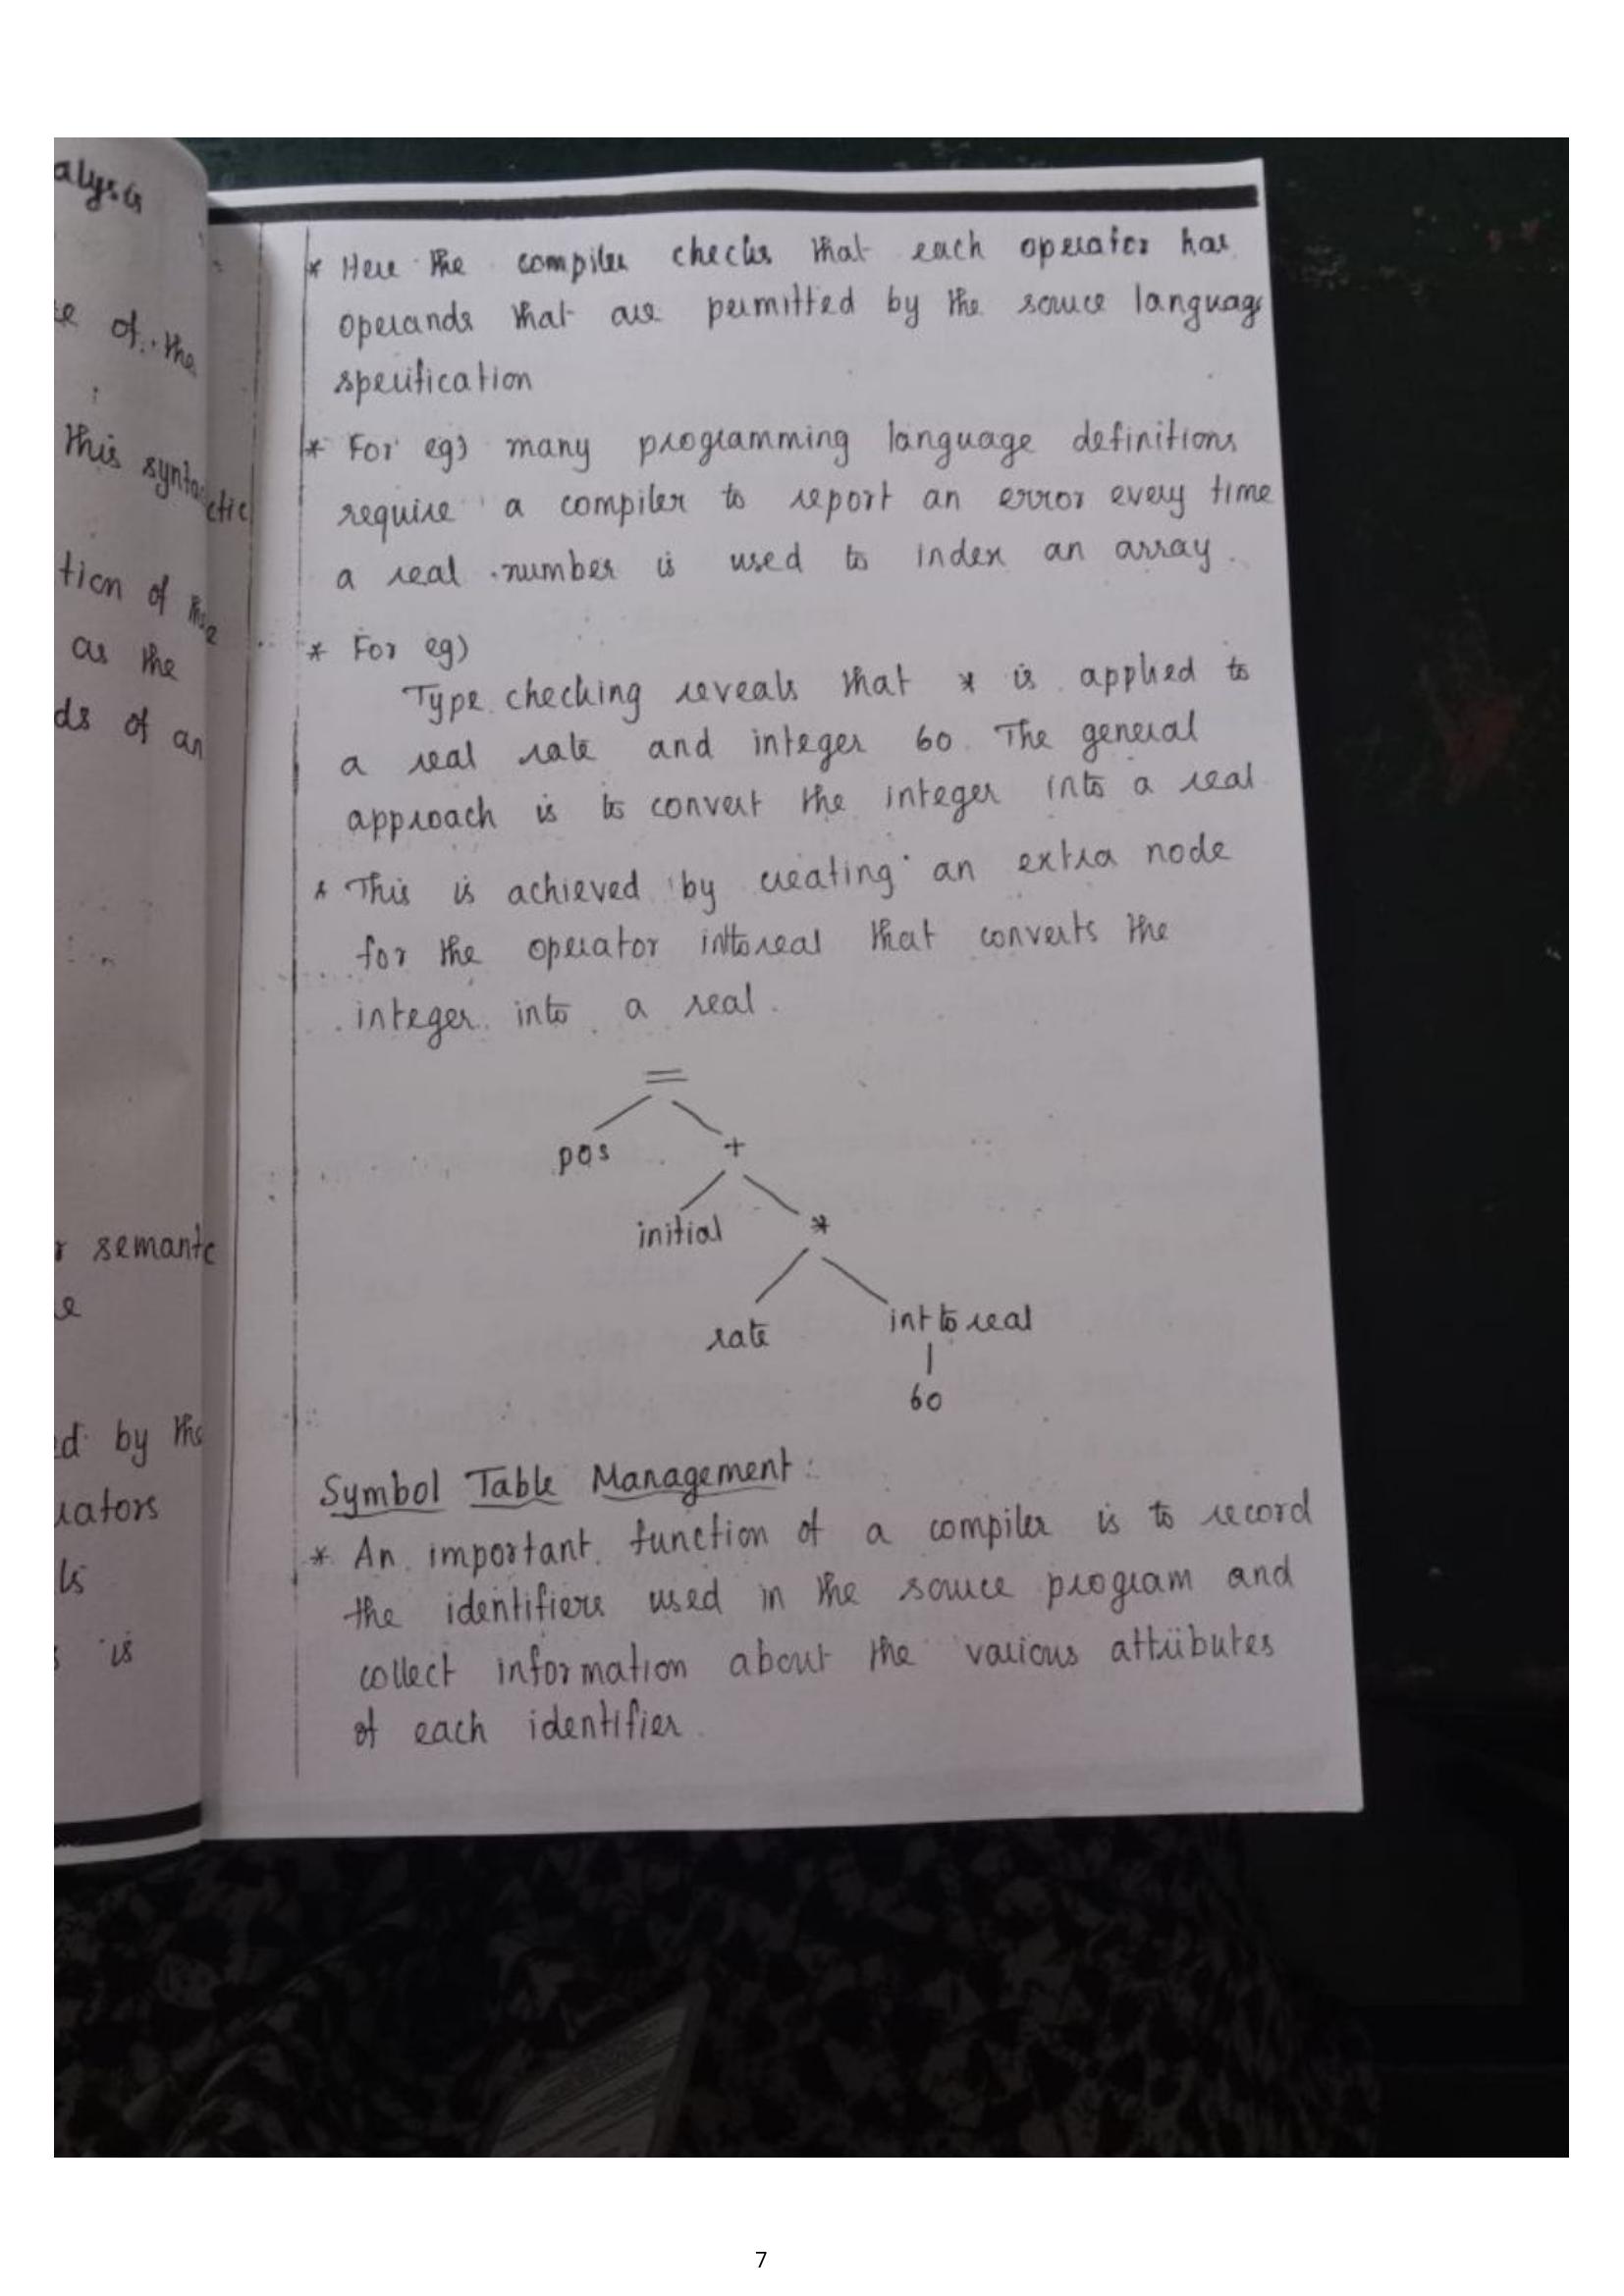 alysis
of the
this syntactic
tion of the
as the
ds of an
semantc
ed by the
uators
ls
is
* Here the compiler checks that each operator has
operands that are permitted by the source languag
specification
* For eg) many programming language definitions
require a compiler to report an error every time
a real number is used to index an array.
* For eg)
Type checking reveals that * is applied to
a real rate and integer 60. The general
approach is to convert the integer into a real
* This is achieved by creating an extra node
for the operator inttoreal that converts the
integer into a real.
=
pos +
initial *
rate int to real
60
Symbol Table Management:
* An important function of a compiler is to record
the identifiers used in the source program and
collect information about the various attributes
of each identifier.
7